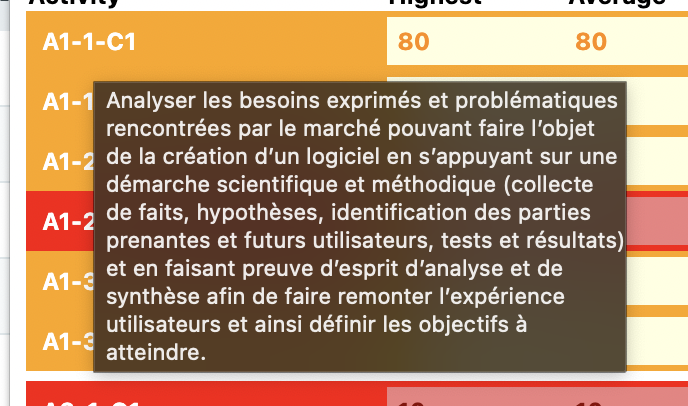 Activity Highest Average
A1-1-C1 80 80
A1-1
A1-2
A1-2
A1-3
A1-3
Analyser les besoins exprimés et problématiques
rencontrées par le marché pouvant faire l'objet
de la création d'un logiciel en s'appuyant sur une
démarche scientifique et méthodique (collecte
de faits, hypothèses, identification des parties
prenantes et futurs utilisateurs, tests et résultats)
et en faisant preuve d'esprit d'analyse et de
synthèse afin de faire remonter l'expérience
utilisateurs et ainsi définir les objectifs à
atteindre.